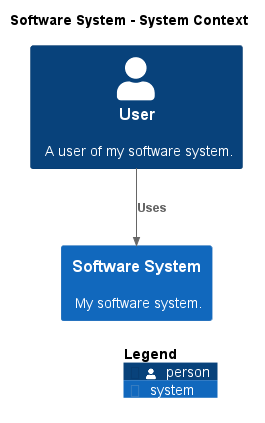 Software System - System Context
User
A user of my software system.
Uses
Software System
My software system.
Legend
person
system